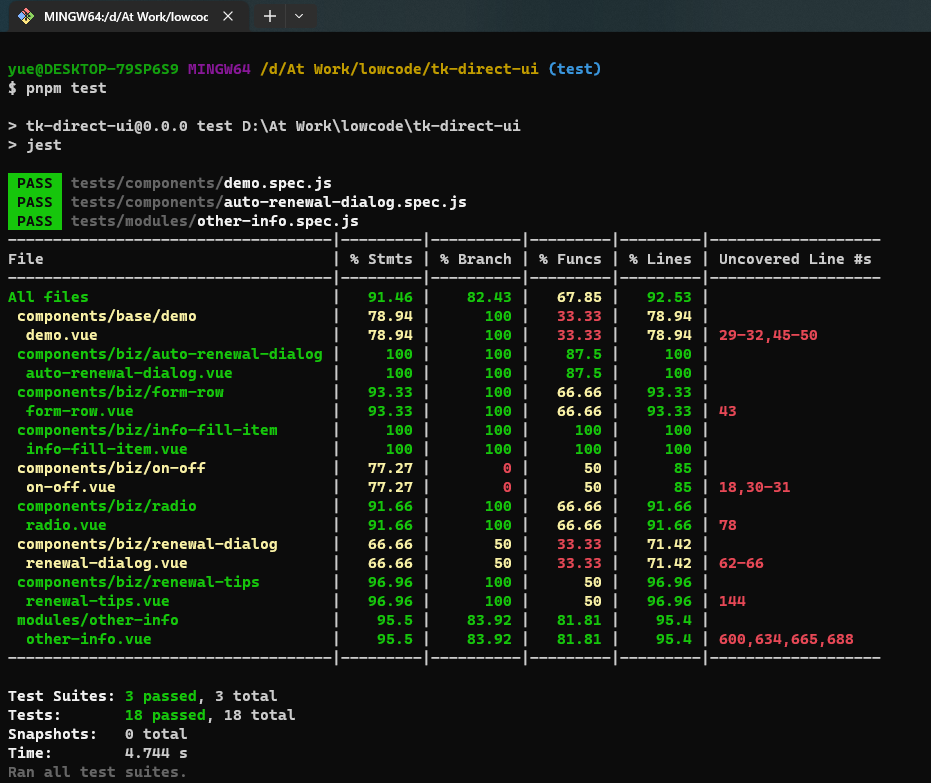 MINGW64:/d/At Work/lowcoc
yue@DESKTOP-79SP6S9 MINGW64 /d/At Work/lowcode/tk-direct-ui (test)
$ pnpm test
> tk-direct-ui@0.0.0 test D:\At Work\lowcode\tk-direct-ui
> jest
PASS tests/components/demo.spec.js
PASS tests/components/auto-renewal-dialog.spec.js
PASS tests/modules/other-info.spec.js
---------------------------------|---------|----------|---------|---------|-------------------
File                             | % Stmts | % Branch | % Funcs | % Lines | Uncovered Line #s
---------------------------------|---------|----------|---------|---------|-------------------
All files                        |   91.46 |    82.43 |   67.85 |   92.53 |
 components/base/demo            |   78.94 |      100 |   33.33 |   78.94 |
  demo.vue                       |   78.94 |      100 |   33.33 |   78.94 | 29-32,45-50
 components/biz/auto-renewal-dialog |     100 |      100 |    87.5 |     100 |
  auto-renewal-dialog.vue        |     100 |      100 |    87.5 |     100 |
 components/biz/form-row         |   93.33 |      100 |   66.66 |   93.33 |
  form-row.vue                   |   93.33 |      100 |   66.66 |   93.33 | 43
 components/biz/info-fill-item   |     100 |      100 |     100 |     100 |
  info-fill-item.vue             |     100 |      100 |     100 |     100 |
 components/biz/on-off           |   77.27 |        0 |      50 |      85 |
  on-off.vue                     |   77.27 |        0 |      50 |      85 | 18,30-31
 components/biz/radio            |   91.66 |      100 |   66.66 |   91.66 |
  radio.vue                      |   91.66 |      100 |   66.66 |   91.66 | 78
 components/biz/renewal-dialog   |   66.66 |       50 |   33.33 |   71.42 |
  renewal-dialog.vue             |   66.66 |       50 |   33.33 |   71.42 | 62-66
 components/biz/renewal-tips     |   96.96 |      100 |      50 |   96.96 |
  renewal-tips.vue               |   96.96 |      100 |      50 |   96.96 | 144
 modules/other-info              |    95.5 |    83.92 |   81.81 |    95.4 |
  other-info.vue                 |    95.5 |    83.92 |   81.81 |    95.4 | 600,634,665,688
---------------------------------|---------|----------|---------|---------|-------------------
Test Suites: 3 passed, 3 total
Tests:       18 passed, 18 total
Snapshots:   0 total
Time:        4.744 s
Ran all test suites.